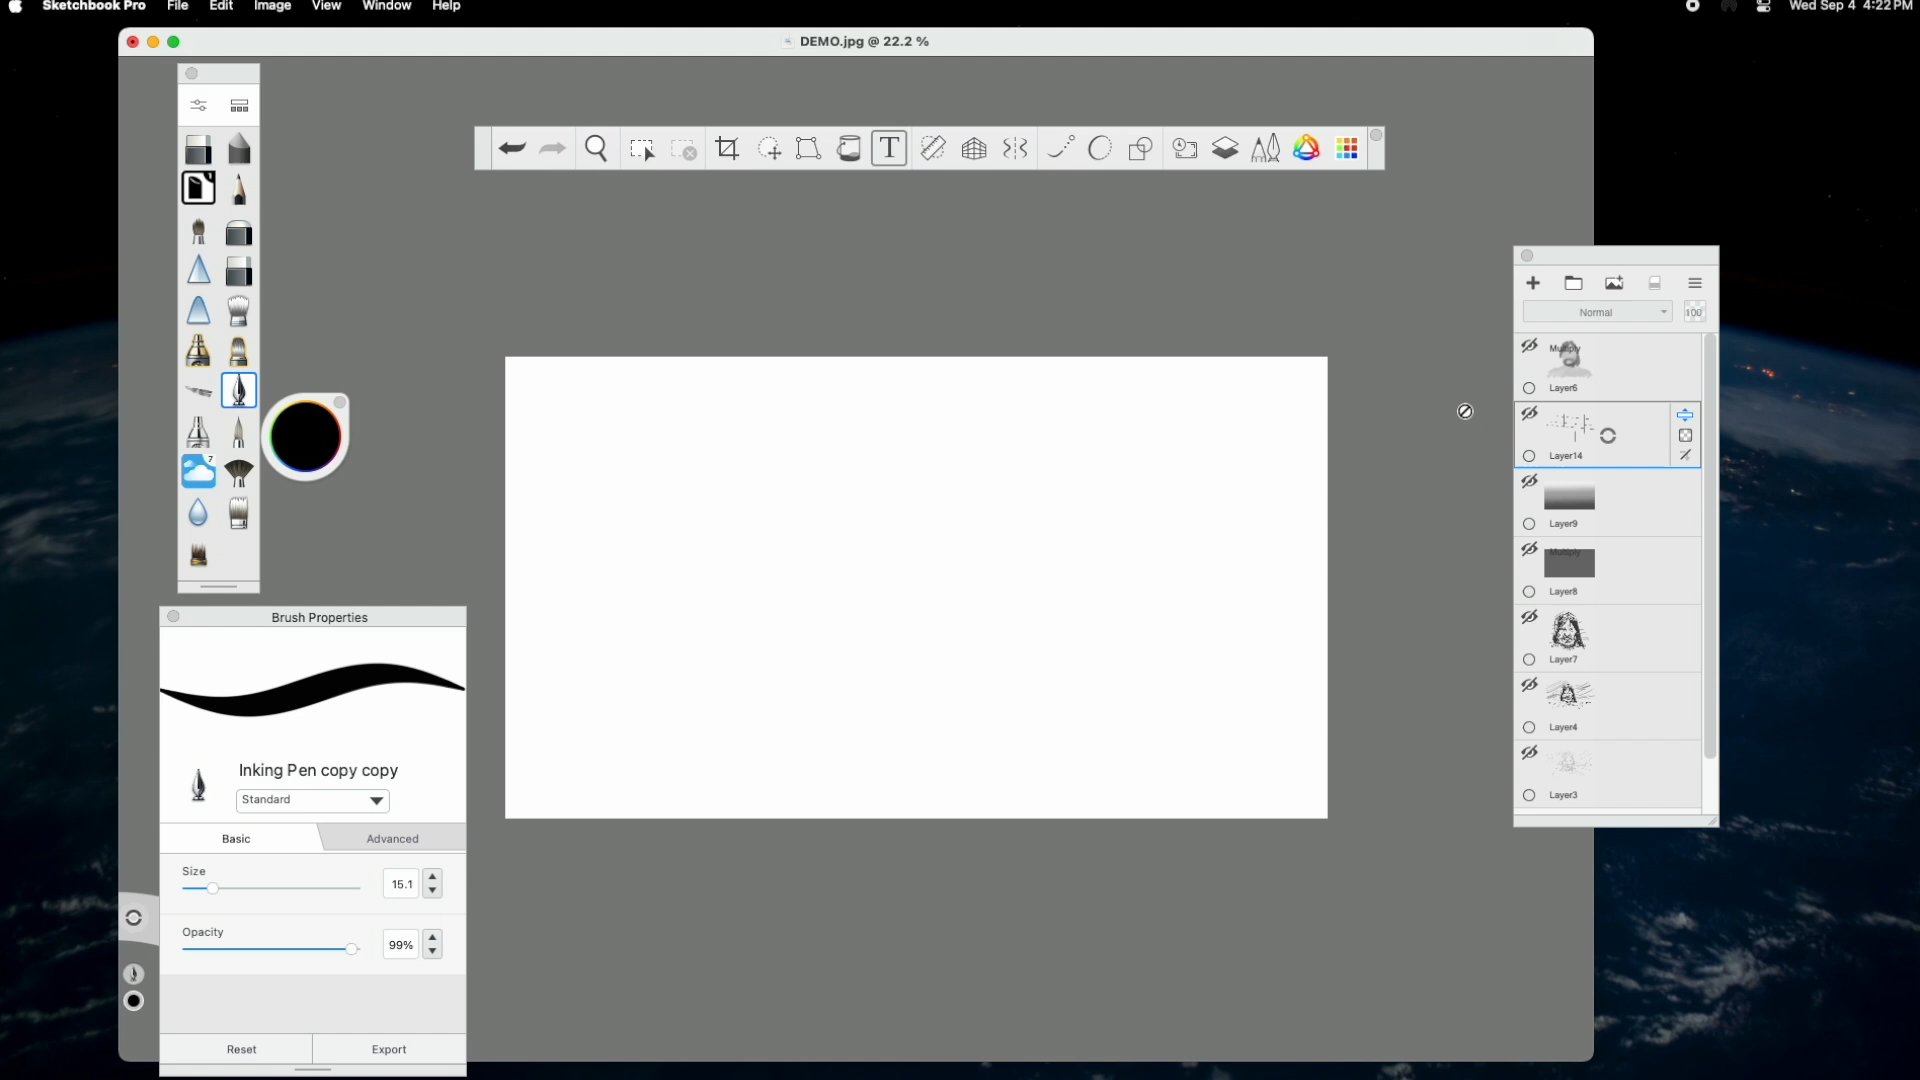 Sketchbook Pro File Edit Image View Window Help Wed Sep 4 4:22 PM
DEMO.jpg @ 22.2 %
T
Normal 100
Multiply
Layer6
Layer14
Layer9
Multiply
Layer8
Layer7
Layer4
Layer3
1
7
Brush Properties
Inking Pen copy copy
Standard
Basic Advanced
Size
15.1
Opacity
99%
Reset Export